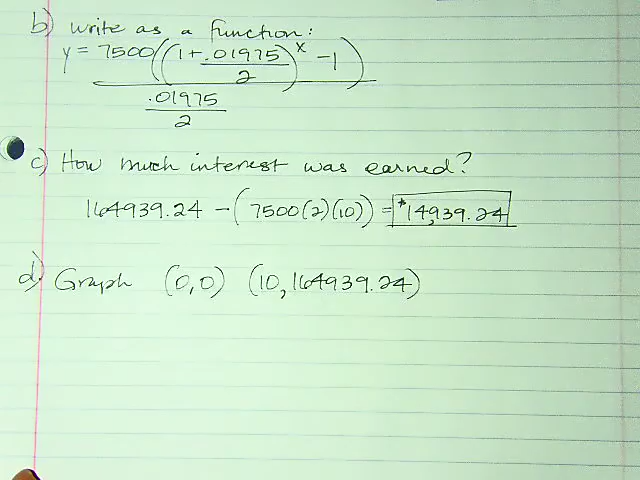 b) Write as a function:
y = 7500((1 + .01975/2)^x - 1)
.01975/2
c) How much interest was earned?
164939.24 - (7500(2)(10)) = $14,939.24
d) Graph (0,0) (10,164939.24)